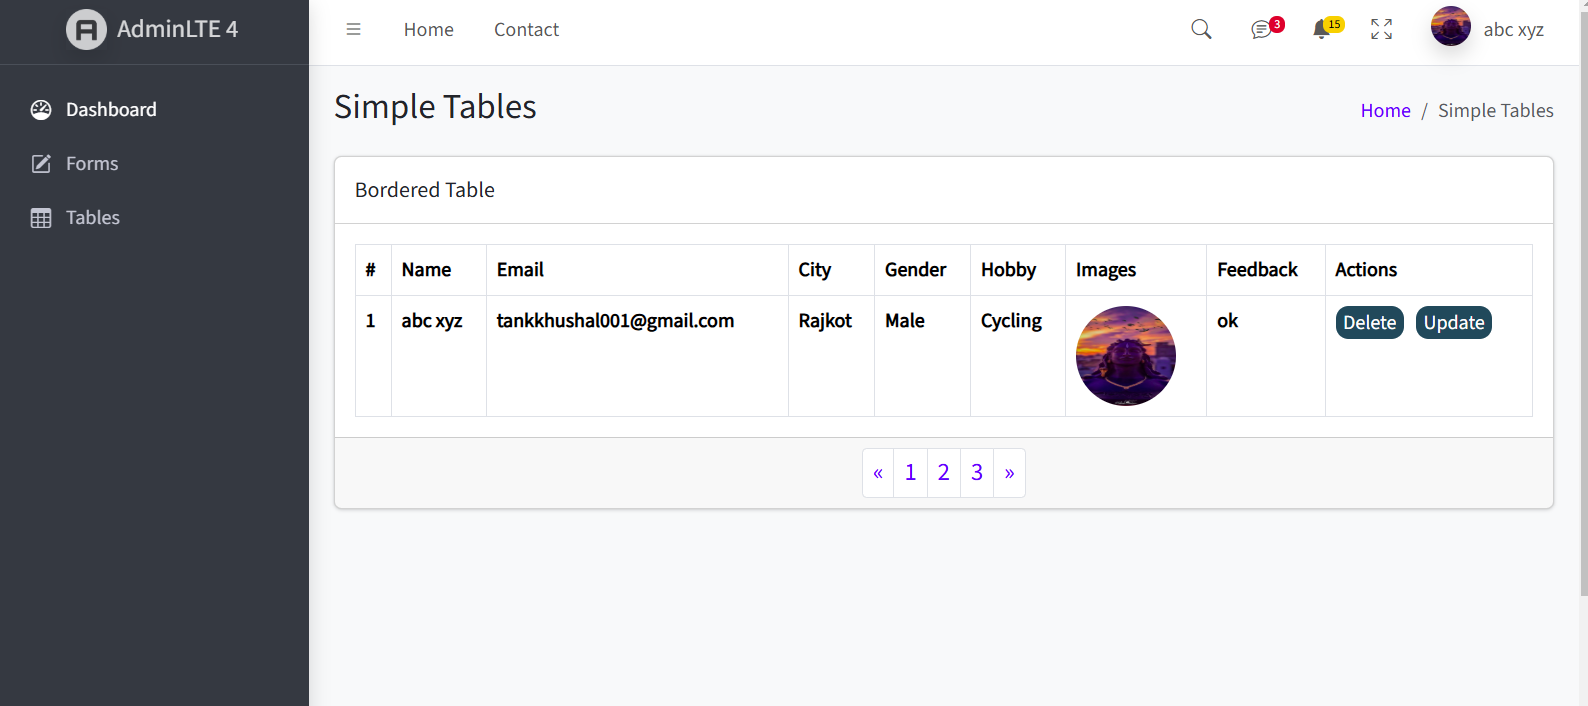 AdminLTE 4
Home Contact 3 15 abc xyz
Dashboard
Forms
Tables
Simple Tables
Home / Simple Tables
Bordered Table
# Name Email City Gender Hobby Images Feedback Actions
1 abc xyz tankkhushal001@gmail.com Rajkot Male Cycling ok Delete Update
« 1 2 3 »